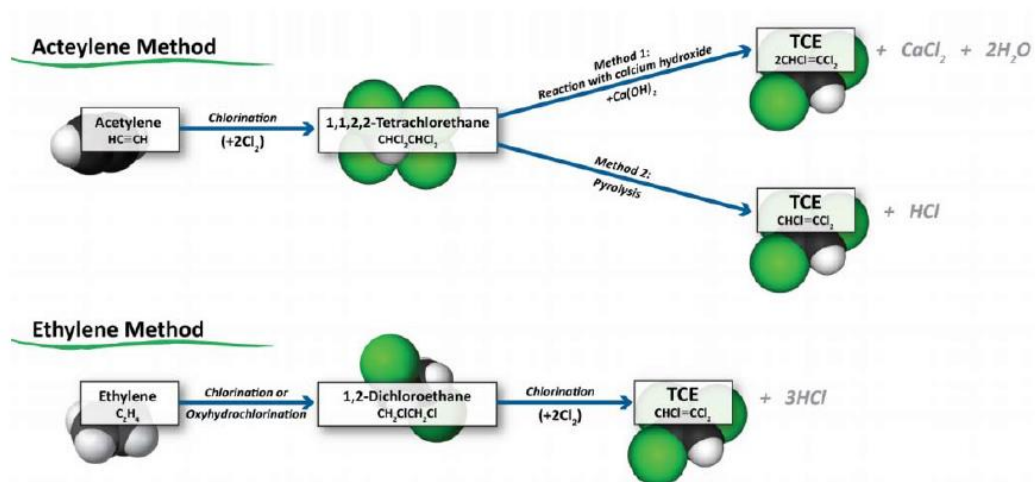 Acteylene Method
Acetylene
HC≡CH
Chlorination
(+2Cl₂)
1,1,2,2-Tetrachlorethane
CHCl₂CHCl₂
Method 1:
Reaction with calcium hydroxide
+Ca(OH)₂
TCE
2CHCl=CCl₂
+ CaCl₂ + 2H₂O
Method 2:
Pyrolysis
TCE
CHCl=CCl₂
+ HCl
Ethylene Method
Ethylene
C₂H₄
Chlorination or
Oxyhydrochlorination
1,2-Dichloroethane
CH₂ClCH₂Cl
Chlorination
(+2Cl₂)
TCE
CHCl=CCl₂
+ 3HCl